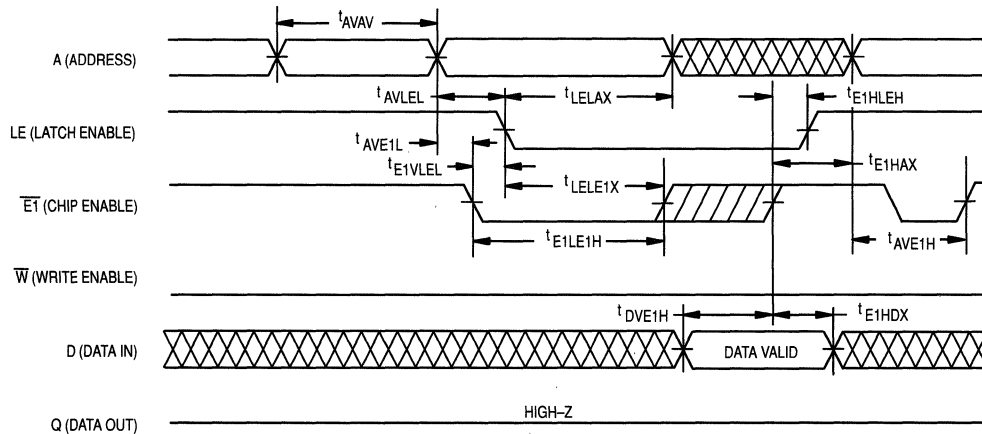 tAVAV
A (ADDRESS)
tAVLEL
tLELAX
tE1HLEH
LE (LATCH ENABLE)
tAVE1L
tE1VLEL
tE1HAX
tLELE1X
E1 (CHIP ENABLE)
tE1LE1H
tAVE1H
W (WRITE ENABLE)
tDVE1H
tE1HDX
D (DATA IN)
DATA VALID
HIGH–Z
Q (DATA OUT)